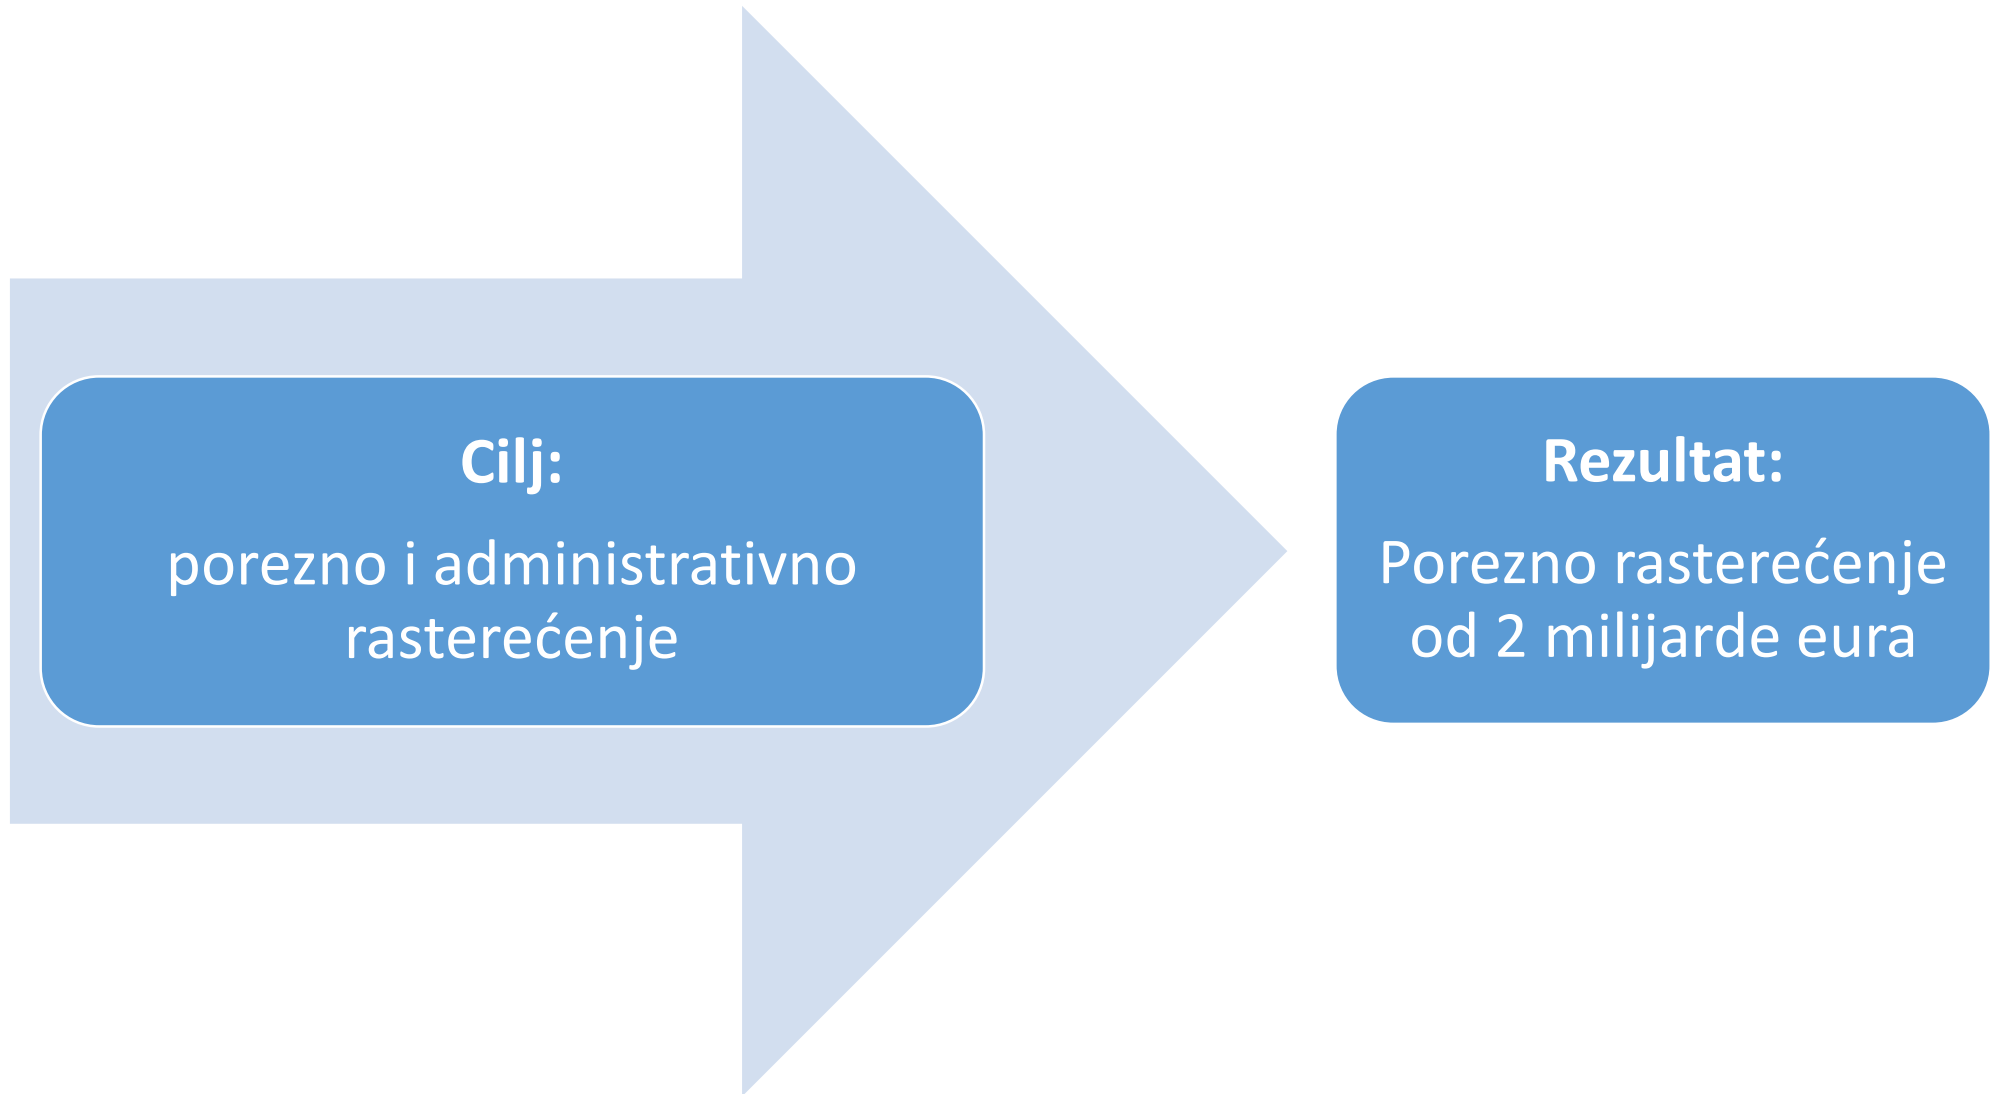 Cilj:
porezno i administrativno
rasterećenje
Rezultat:
Porezno rasterećenje
od 2 milijarde eura